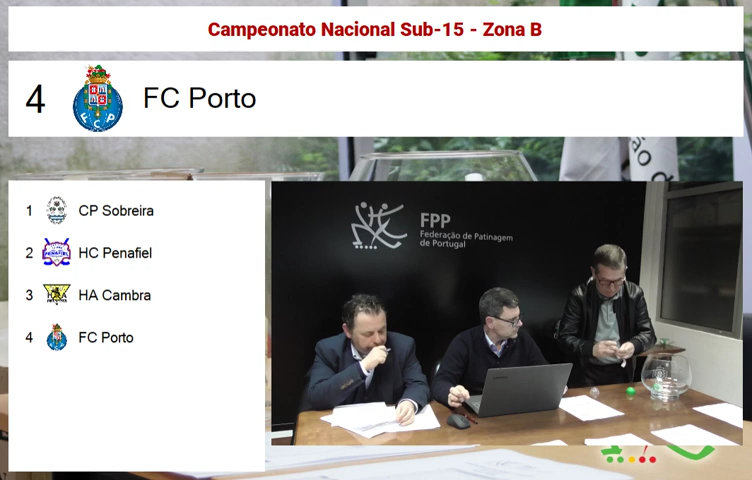 Campeonato Nacional Sub-15 - Zona B
4 FC Porto
1 CP Sobreira
2 HC Penafiel
3 HA Cambra
4 FC Porto
FPP
Federação de Patinagem
de Portugal